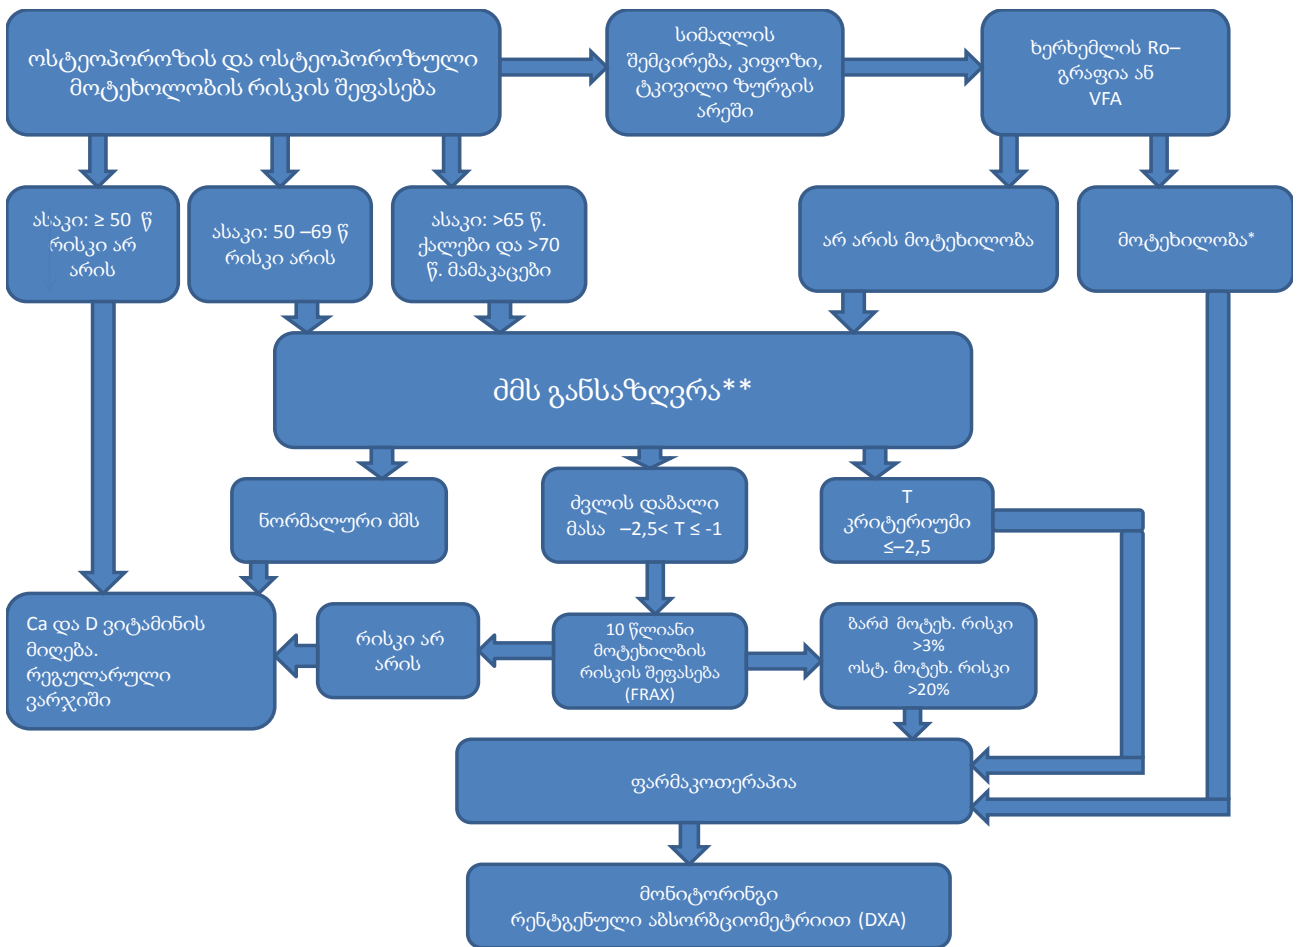 ოსტეოპოროზის და ოსტეოპოროზული
მოტეხოლობის რისკის შეფასება
სიმაღლის
შემცირება, კიფოზი,
ტკივილი ზურგის
არეში
ხერხემლის Ro–
გრაფია ან
VFA
ასაკი: ≥ 50 წ
რისკი არ
არის
ასაკი: 50 –69 წ
რისკი არის
ასაკი: >65 წ.
ქალები და >70
წ. მამაკაცები
არ არის მოტეხილობა
მოტეხილობა*
ძმს განსაზღვრა**
ნორმალური ძმს
ძვლის დაბალი
მასა –2,5< T ≤ -1
T
კრიტერიუმი
≤–2,5
Ca და D ვიტამინის
მიღება.
რეგულარული
ვარჯიში
რისკი არ
არის
10 წლიანი
მოტეხილბის
რისკის შეფასება
(FRAX)
ბარძ მოტეხ. რისკი
>3%
ოსტ. მოტეხ. რისკი
>20%
ფარმაკოთერაპია
მონიტორინგი
რენტგენული აბსორბციომეტრიით (DXA)